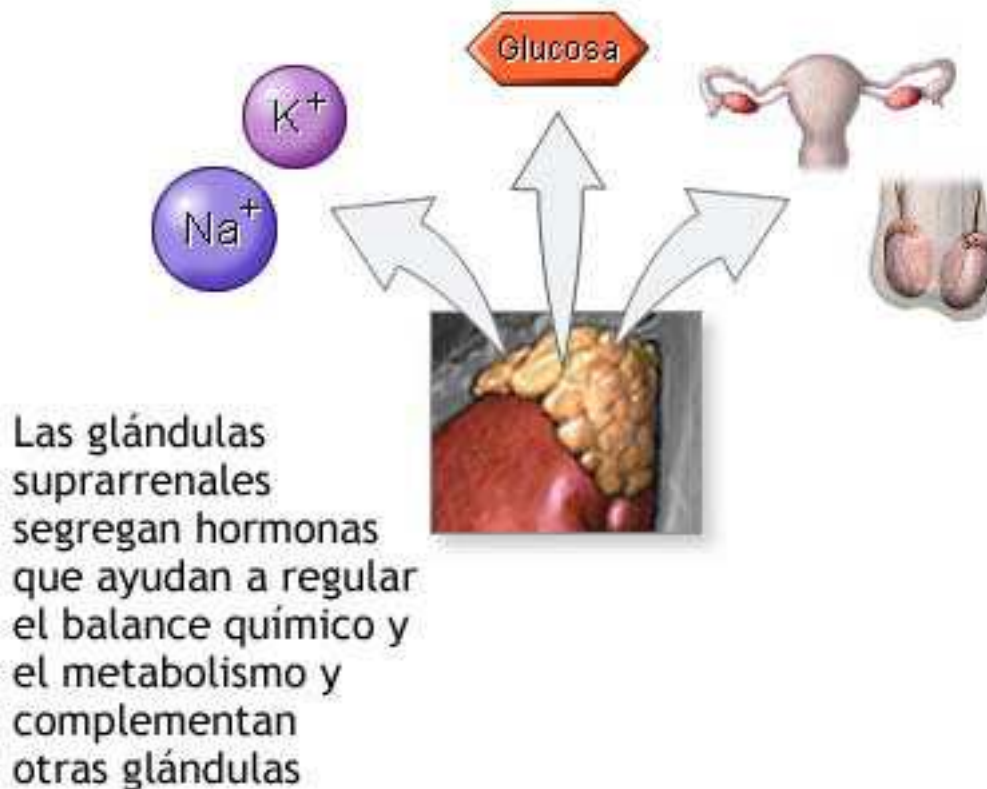 Glucosa
K+
Na+
Las glándulas
suprarrenales
segregan hormonas
que ayudan a regular
el balance químico y
el metabolismo y
complementan
otras glándulas